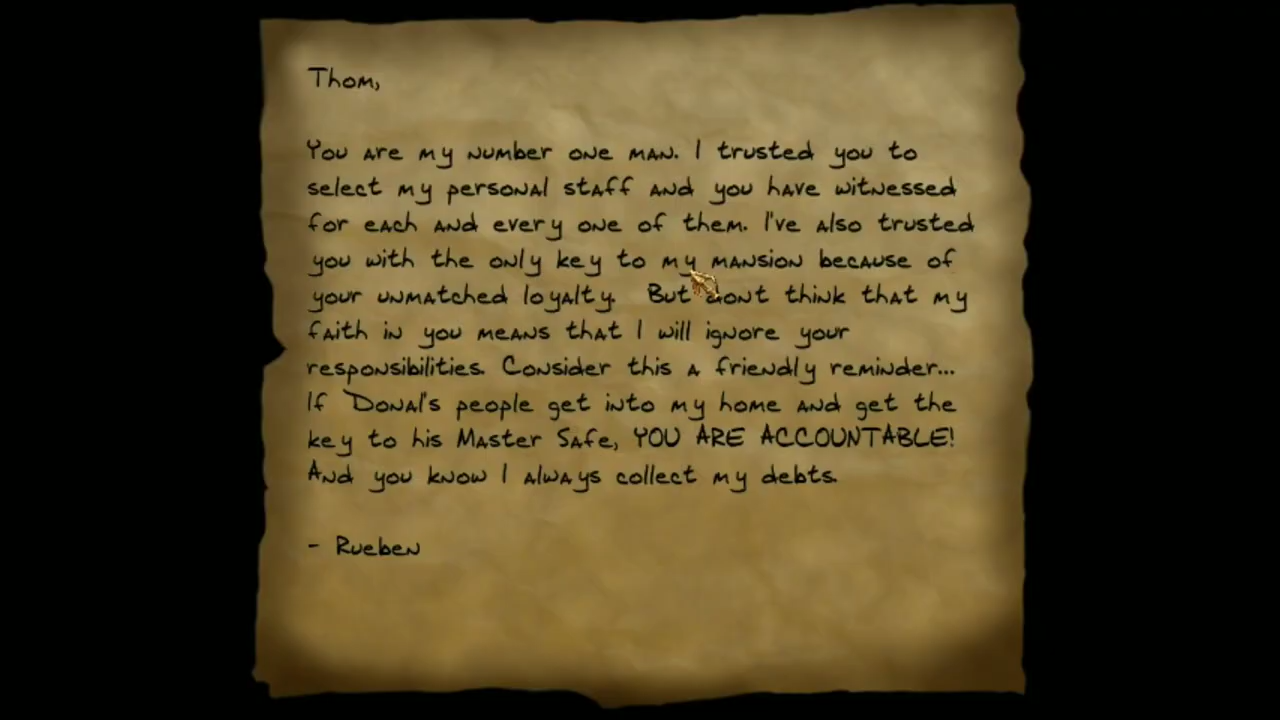 Thom,
You are my number one man. I trusted you to
select my personal staff and you have witnessed
for each and every one of them. I've also trusted
you with the only key to my mansion because of
your unmatched loyalty. But dont think that my
faith in you means that I will ignore your
responsibilities. Consider this a friendly reminder...
If Donal's people get into my home and get the
key to his Master Safe, YOU ARE ACCOUNTABLE!
And you know I always collect my debts.
- Rueben